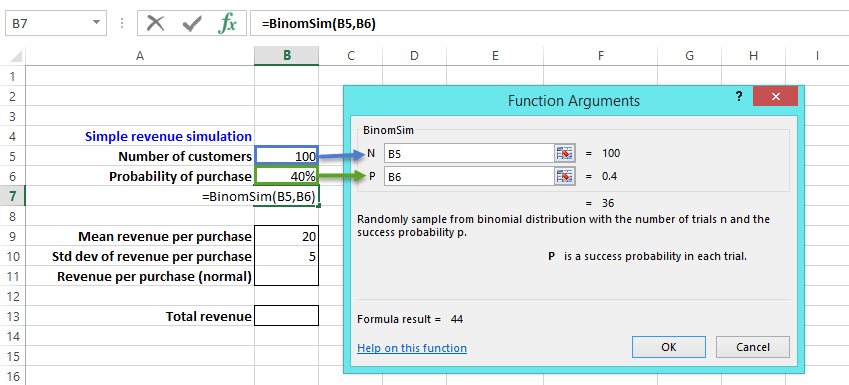 B7 fx =BinomSim(B5,B6)
A B C D E F G H I
1
2
3
4 Simple revenue simulation
5 Number of customers 100
6 Probability of purchase 40%
7 =BinomSim(B5,B6)
8
9 Mean revenue per purchase 20
10 Std dev of revenue per purchase 5
11 Revenue per purchase (normal)
12
13 Total revenue
14
15
16
Function Arguments ? ×
BinomSim
N B5 = 100
P B6 = 0.4
= 36
Randomly sample from binomial distribution with the number of trials n and the
success probability p.
P is a success probability in each trial.
Formula result = 44
Help on this function OK Cancel